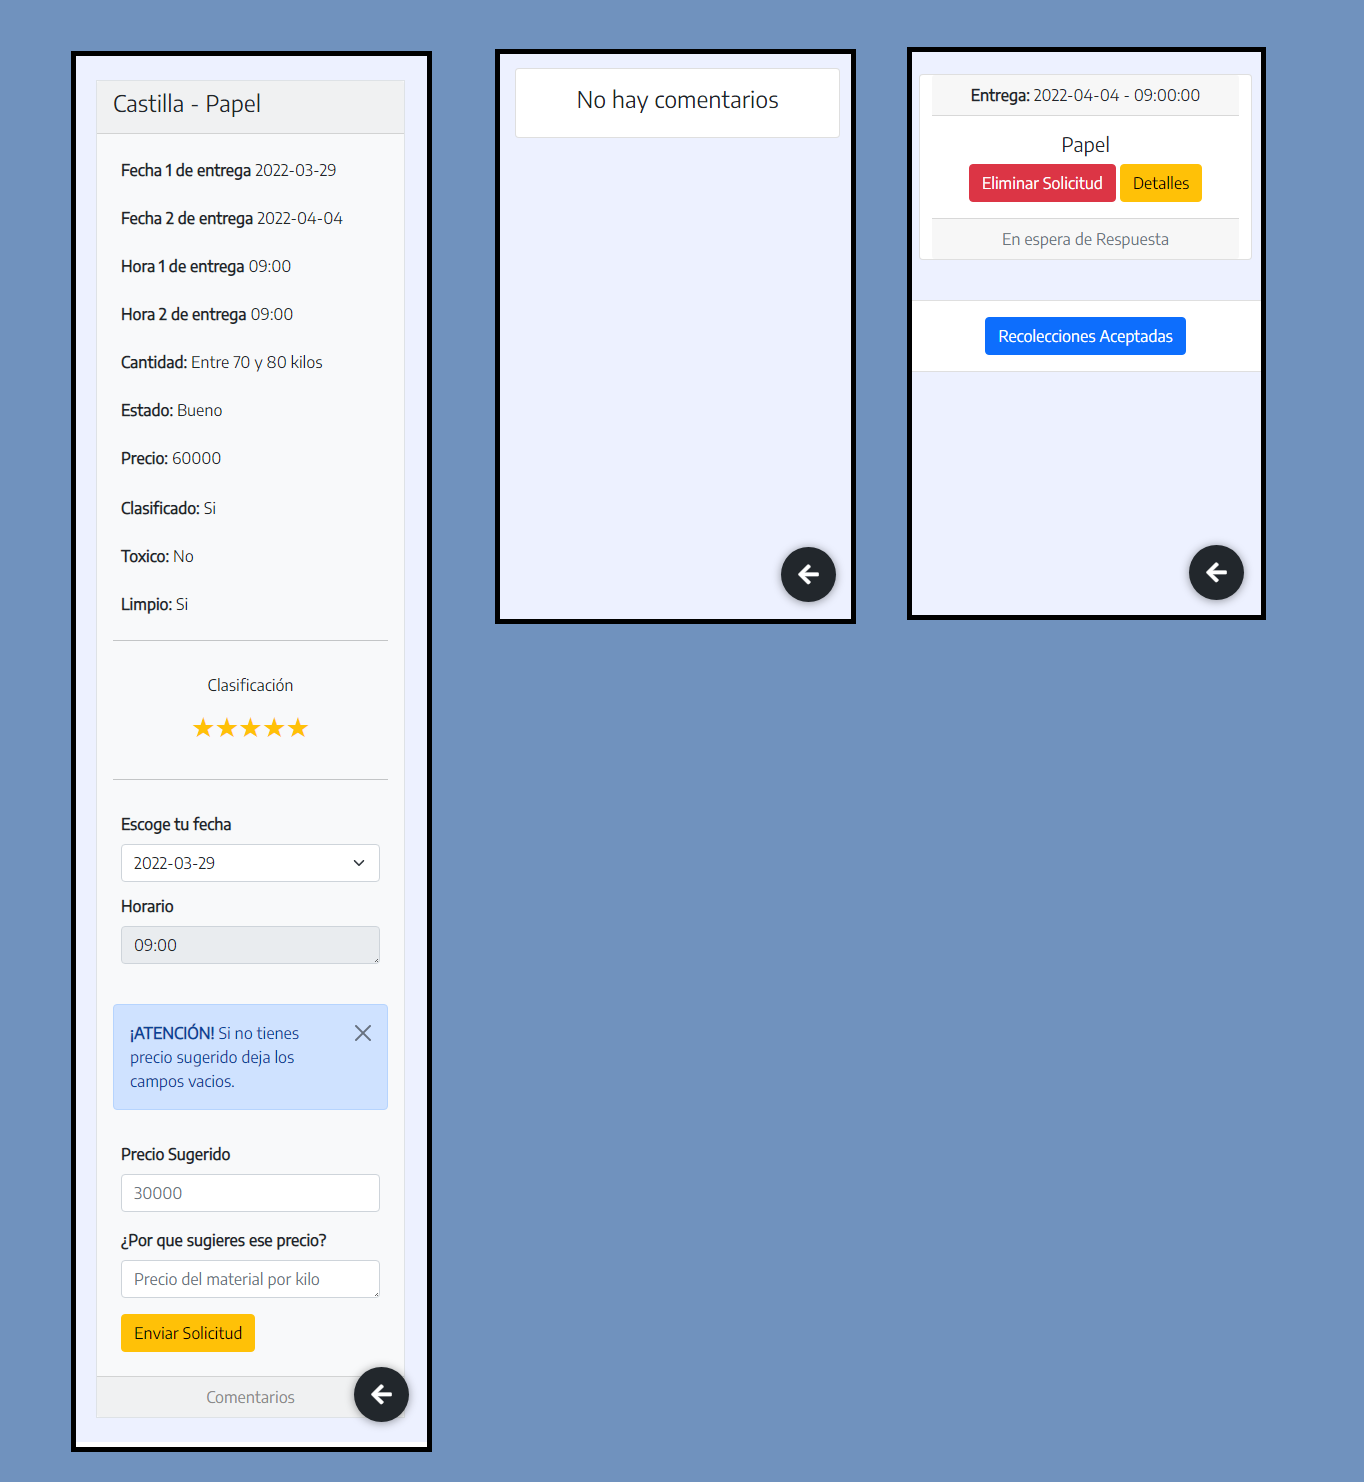 Castilla - Papel
Fecha 1 de entrega 2022-03-29
Fecha 2 de entrega 2022-04-04
Hora 1 de entrega 09:00
Hora 2 de entrega 09:00
Cantidad: Entre 70 y 80 kilos
Estado: Bueno
Precio: 60000
Clasificado: Si
Toxico: No
Limpio: Si
Clasificación
Escoge tu fecha
2022-03-29
Horario
09:00
¡ATENCIÓN! Si no tienes
precio sugerido deja los
campos vacios.
Precio Sugerido
30000
¿Por que sugieres ese precio?
Precio del material por kilo
Enviar Solicitud
Comentarios
No hay comentarios
Entrega: 2022-04-04 - 09:00:00
Papel
Eliminar Solicitud Detalles
En espera de Respuesta
Recolecciones Aceptadas